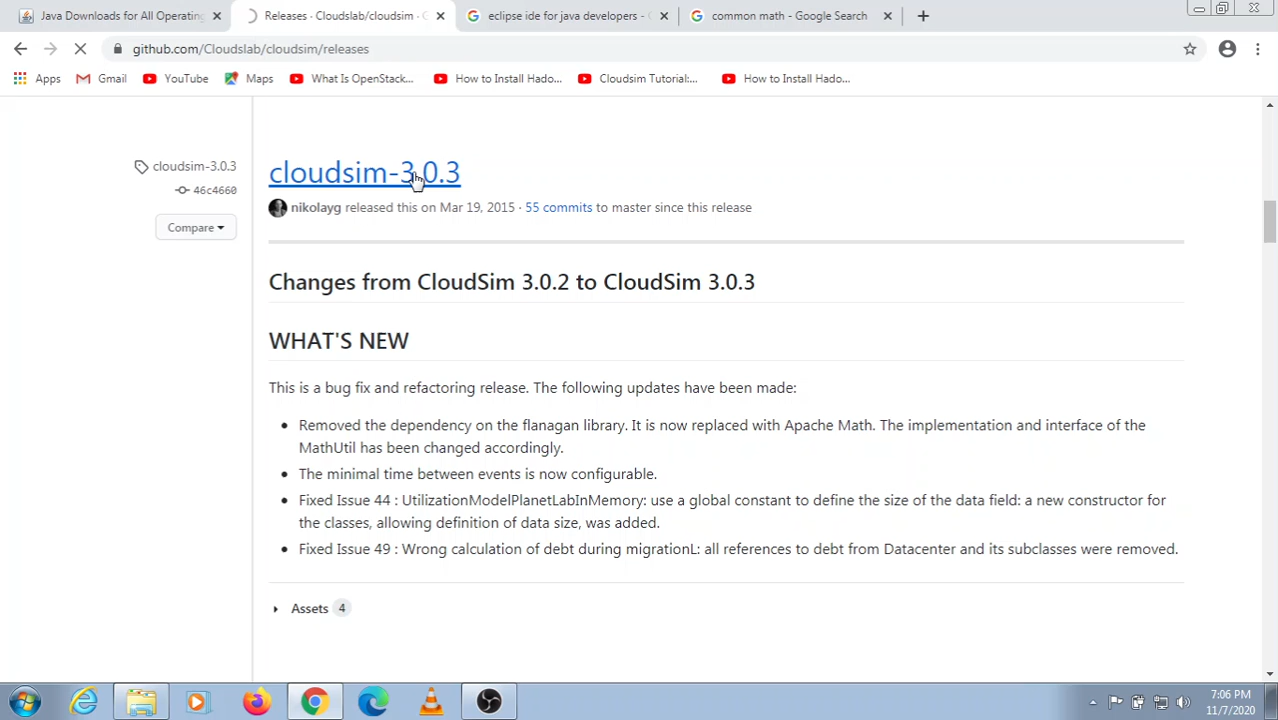 Java Downloads for All Operating
Releases · Cloudslab/cloudsim · G
eclipse ide for java developers - G
common math - Google Search
github.com/Cloudslab/cloudsim/releases
Apps
Gmail
YouTube
Maps
What Is OpenStack...
How to Install Hado...
Cloudsim Tutorial:...
How to Install Hado...
cloudsim-3.0.3
46c4660
Compare
cloudsim-3.0.3
nikolayg released this on Mar 19, 2015 · 55 commits to master since this release
Changes from CloudSim 3.0.2 to CloudSim 3.0.3
WHAT'S NEW
This is a bug fix and refactoring release. The following updates have been made:
• Removed the dependency on the flanagan library. It is now replaced with Apache Math. The implementation and interface of the
MathUtil has been changed accordingly.
• The minimal time between events is now configurable.
• Fixed Issue 44 : UtilizationModelPlanetLabInMemory: use a global constant to define the size of the data field: a new constructor for
the classes, allowing definition of data size, was added.
• Fixed Issue 49 : Wrong calculation of debt during migrationL: all references to debt from Datacenter and its subclasses were removed.
Assets 4
7:06 PM
11/7/2020